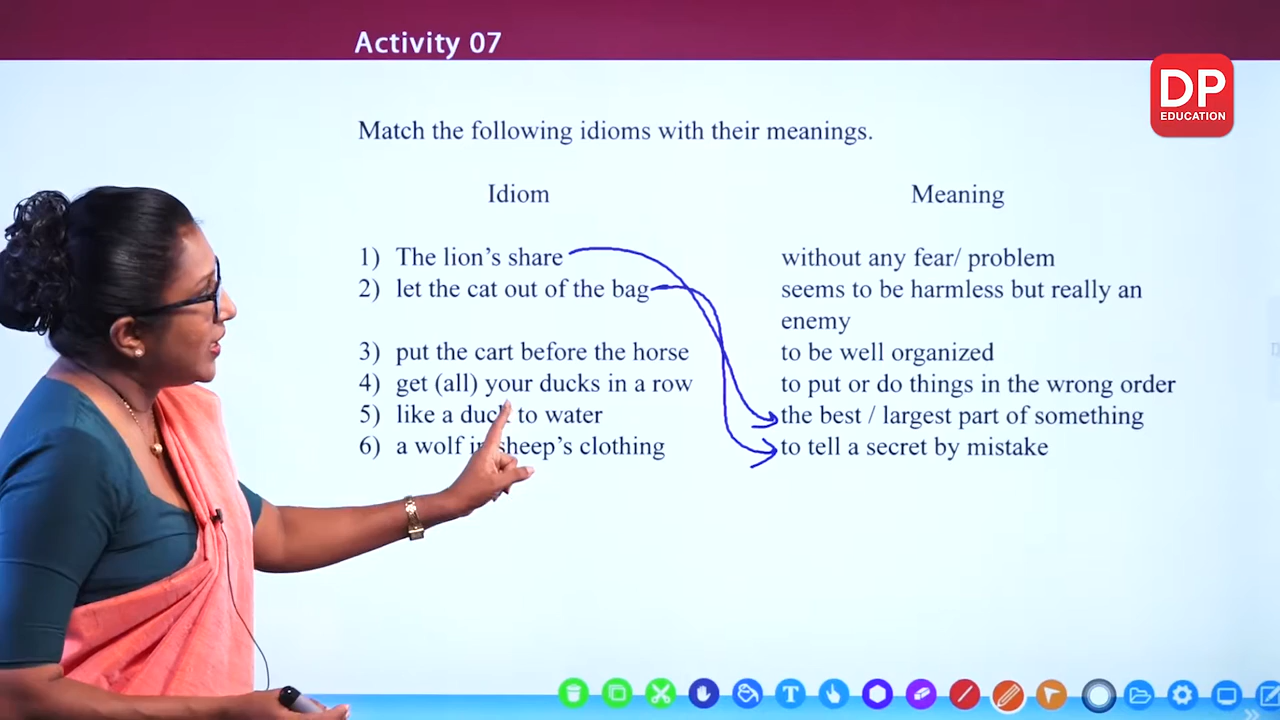 Activity 07
DP
EDUCATION
Match the following idioms with their meanings.
Idiom
Meaning
1) The lion's share
without any fear/ problem
2) let the cat out of the bag
seems to be harmless but really an
enemy
3) put the cart before the horse
to be well organized
4) get (all) your ducks in a row
to put or do things in the wrong order
5) like a duck to water
the best / largest part of something
6) a wolf in sheep's clothing
to tell a secret by mistake
T